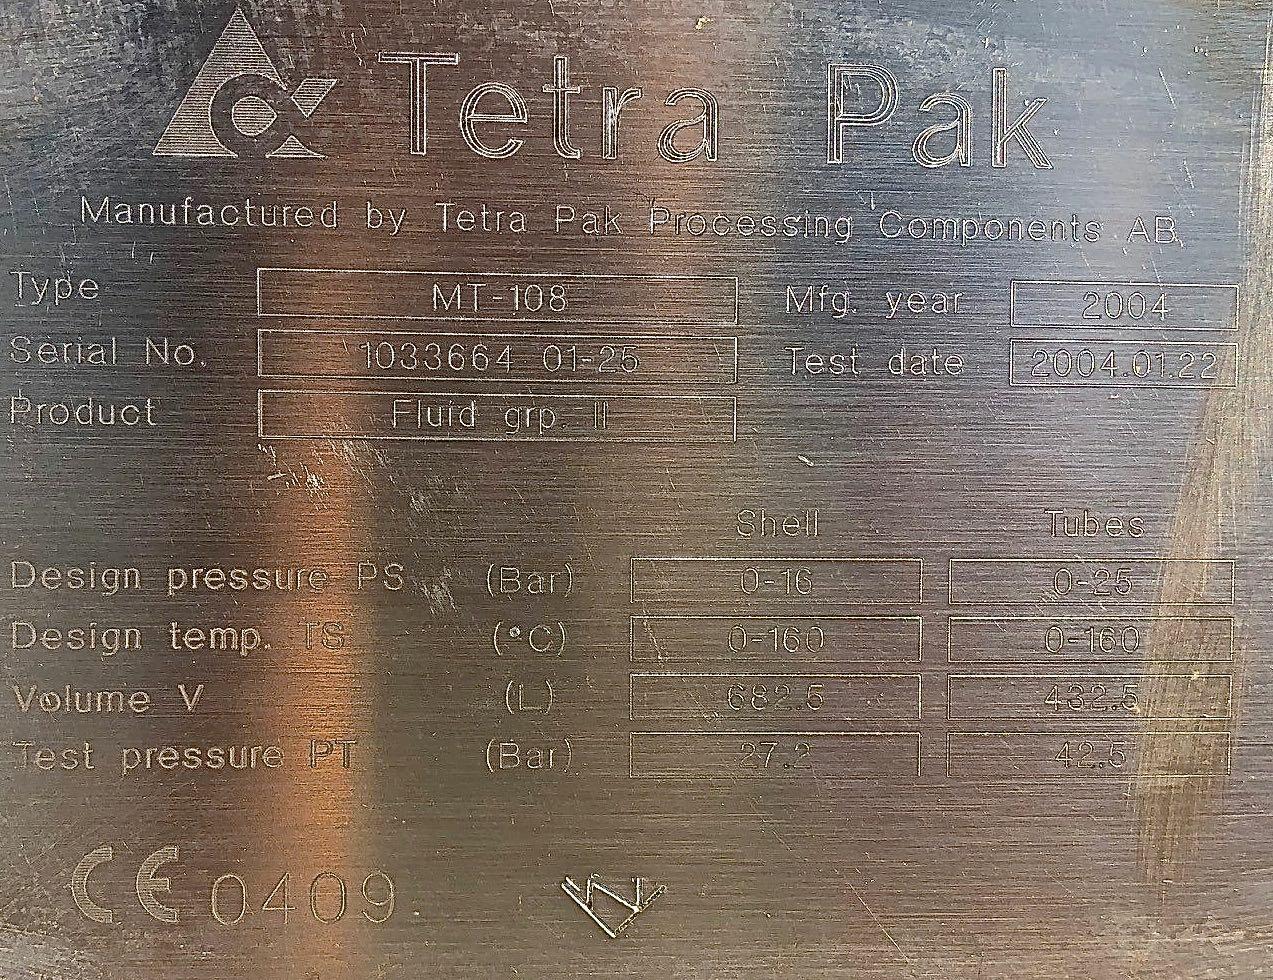 Tetra Pak
Manufactured by Tetra Pak Processing Components AB
Type MT-108 Mfg. year 2004
Serial No. 1033664 01-25 Test date 2004.01.22
Product Fluid grp. II
Shell Tubes
Design pressure PS (Bar) 0-16 0-25
Design temp. TS (°C) 0-160 0-160
Volume V (L) 682.5 432.5
Test pressure PT (Bar) 27.2 42.5
CE 0409